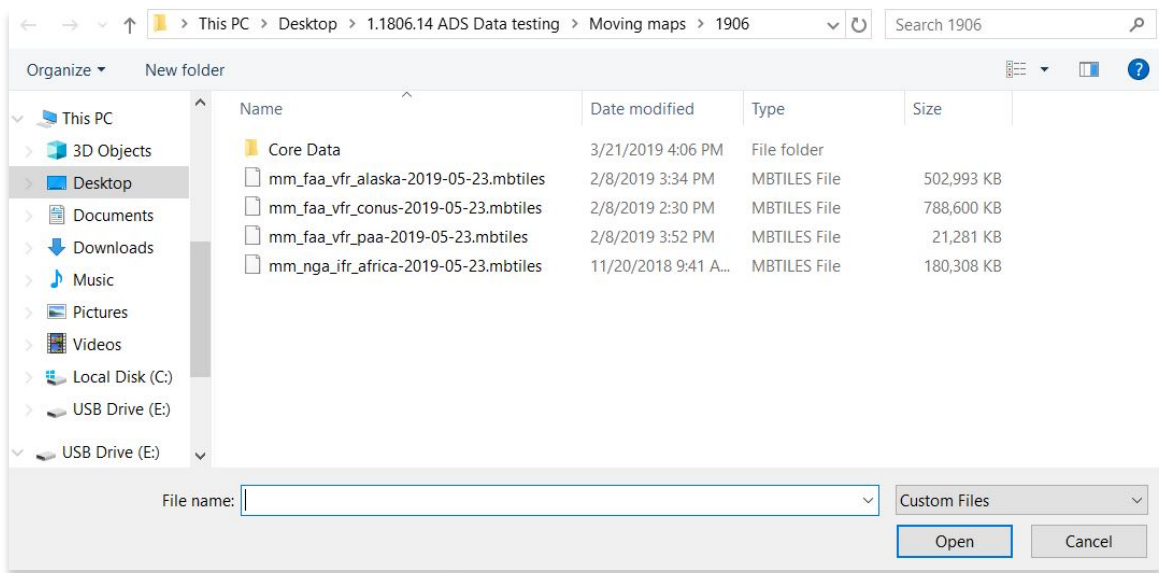 This PC > Desktop > 1.1806.14 ADS Data testing > Moving maps > 1906 Search 1906
Organize New folder
Name Date modified Type Size
This PC
3D Objects
Desktop
Documents
Downloads
Music
Pictures
Videos
Local Disk (C:)
USB Drive (E:)
USB Drive (E:)
Core Data 3/21/2019 4:06 PM File folder
mm_faa_vfr_alaska-2019-05-23.mbtiles 2/8/2019 3:34 PM MBTILES File 502,993 KB
mm_faa_vfr_conus-2019-05-23.mbtiles 2/8/2019 2:30 PM MBTILES File 788,600 KB
mm_faa_vfr_paa-2019-05-23.mbtiles 2/8/2019 3:52 PM MBTILES File 21,281 KB
mm_nga_ifr_africa-2019-05-23.mbtiles 11/20/2018 9:41 A... MBTILES File 180,308 KB
File name: Custom Files
Open Cancel